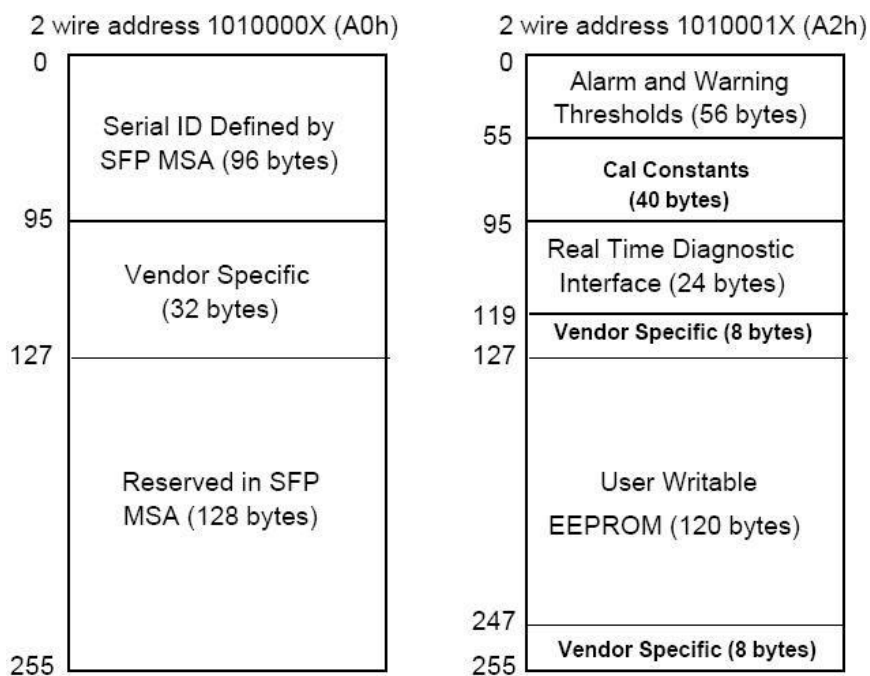 2 wire address 1010000X (A0h)
0
Serial ID Defined by
SFP MSA (96 bytes)
95
Vendor Specific
(32 bytes)
127
Reserved in SFP
MSA (128 bytes)
255
2 wire address 1010001X (A2h)
0
Alarm and Warning
Thresholds (56 bytes)
55
Cal Constants
(40 bytes)
95
Real Time Diagnostic
Interface (24 bytes)
119
Vendor Specific (8 bytes)
127
User Writable
EEPROM (120 bytes)
247
Vendor Specific (8 bytes)
255